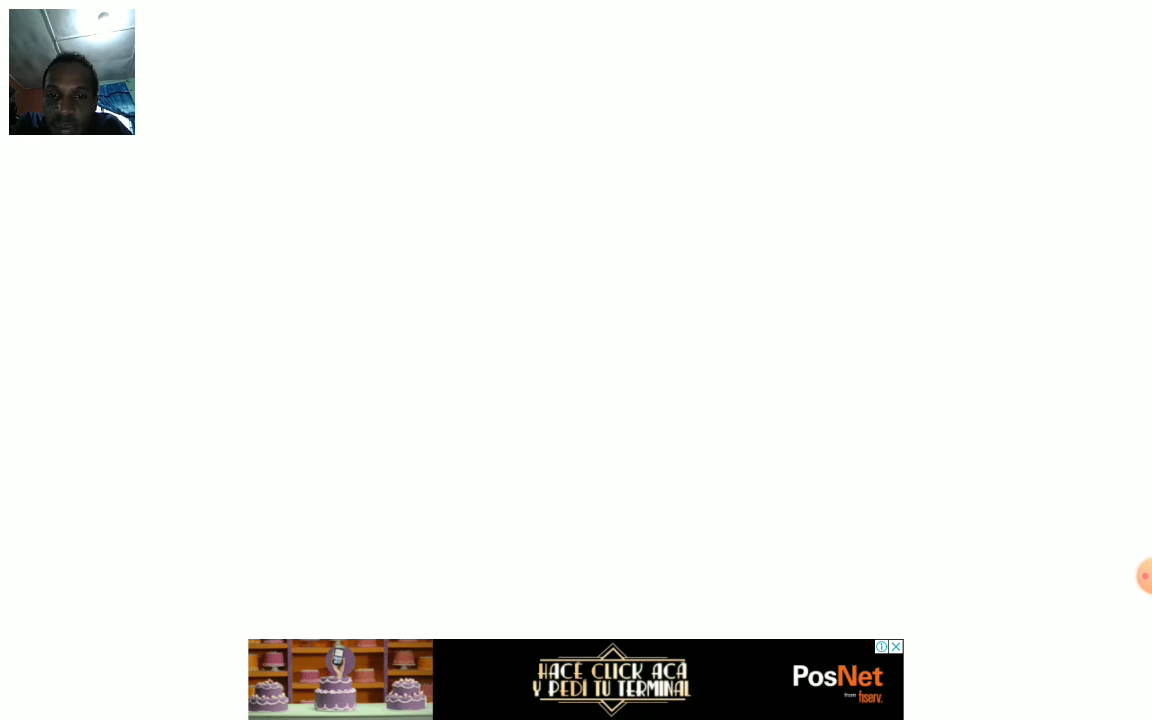 HACÉ CLICK ACÁ
Y PEDÍ TU TERMINAL
PosNet
from fiserv.